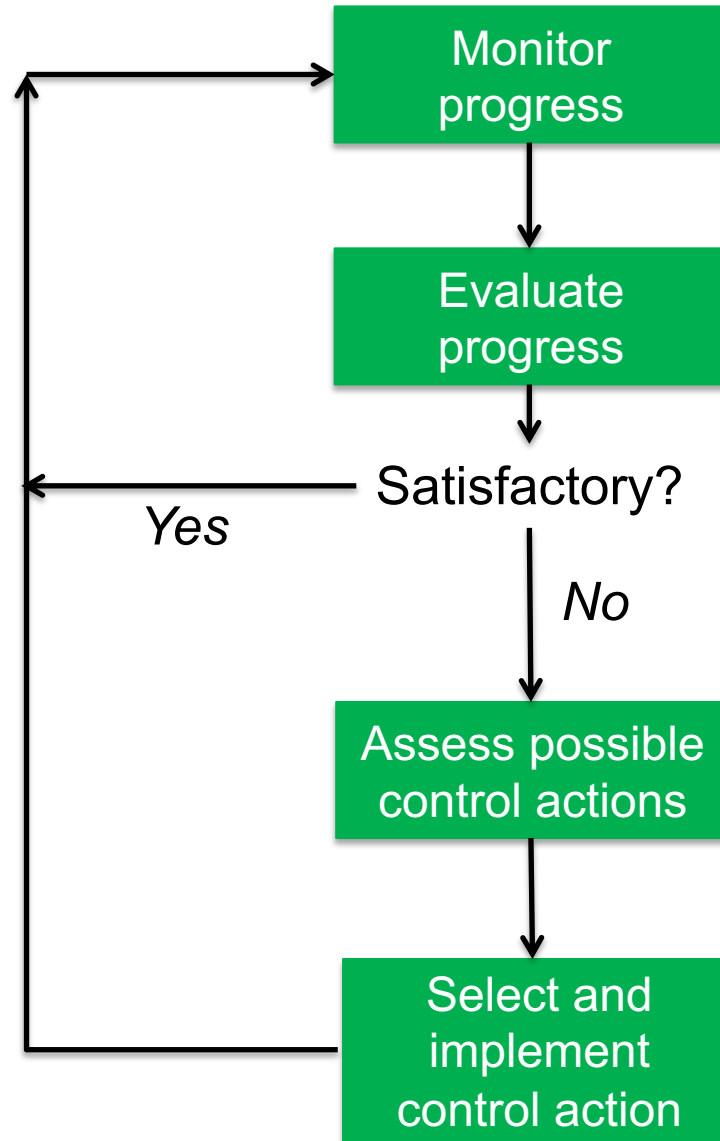 Monitor
progress
Evaluate
progress
Satisfactory?
Yes
No
Assess possible
control actions
Select and
implement
control action